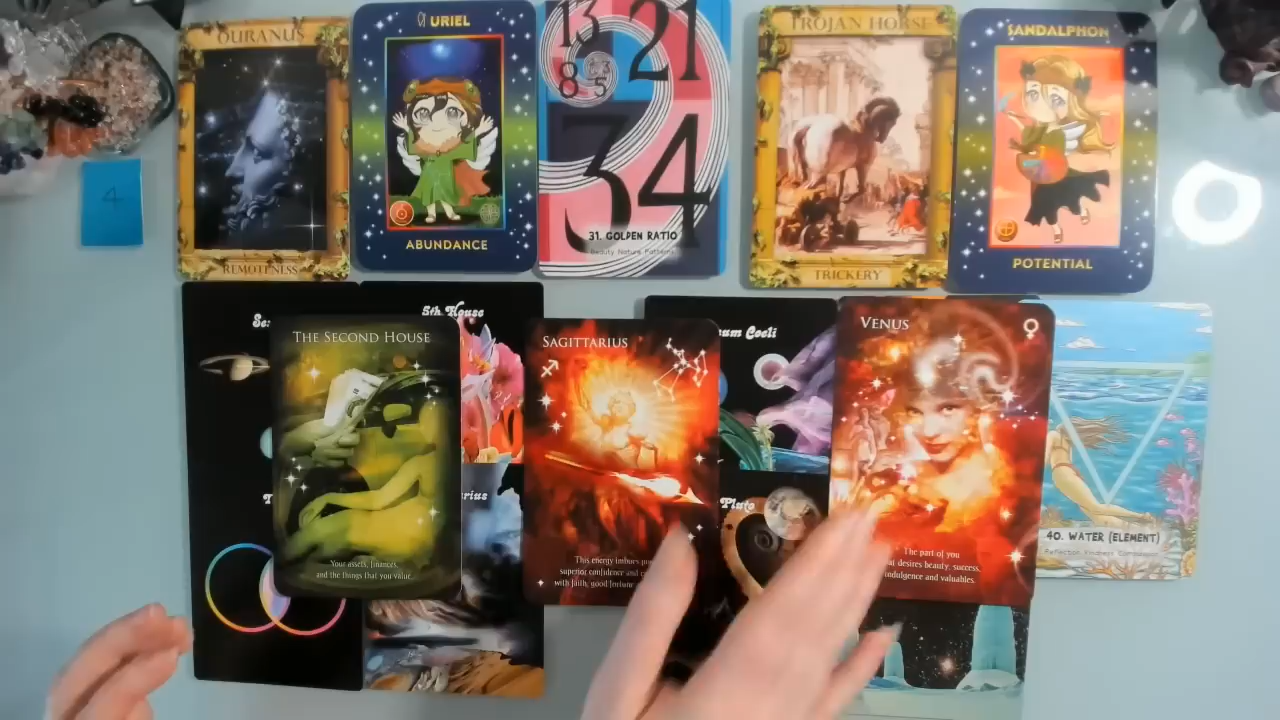 OURANUS
REMOTENESS
URIEL
ABUNDANCE
13
21
8
5
34
31. GOLDEN RATIO
Beauty Nature Patterns
TROJAN HORSE
TRICKERY
SANDALPHON
POTENTIAL
4
5th House
THE SECOND HOUSE
Your assets, finances,
and the things that you value.
SAGITTARIUS
This energy imbues
superior confidence and
with faith, good fortune
Coeli
Pluto
VENUS
The part of you
that desires beauty, success,
indulgence and valuables.
40. WATER (ELEMENT)
Reflection Kindness Compassion